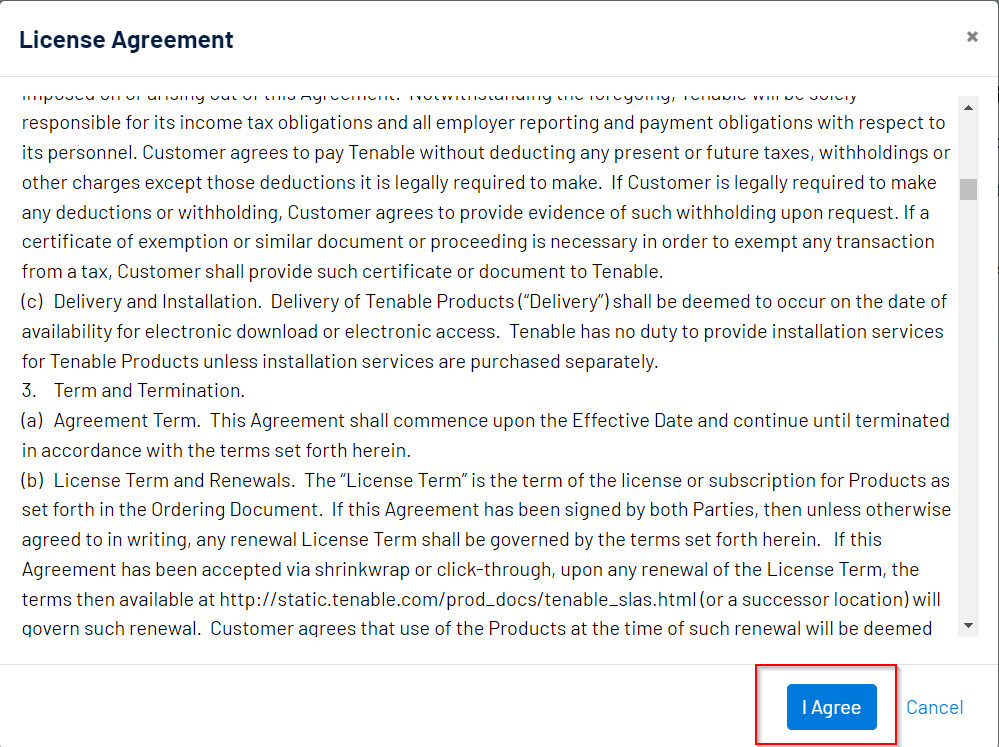 License Agreement
×
imposed on or arising out of this Agreement.  Notwithstanding the foregoing, Tenable will be solely
responsible for its income tax obligations and all employer reporting and payment obligations with respect to
its personnel. Customer agrees to pay Tenable without deducting any present or future taxes, withholdings or
other charges except those deductions it is legally required to make.  If Customer is legally required to make
any deductions or withholding, Customer agrees to provide evidence of such withholding upon request. If a
certificate of exemption or similar document or proceeding is necessary in order to exempt any transaction
from a tax, Customer shall provide such certificate or document to Tenable.
(c)  Delivery and Installation.  Delivery of Tenable Products (“Delivery”) shall be deemed to occur on the date of
availability for electronic download or electronic access.  Tenable has no duty to provide installation services
for Tenable Products unless installation services are purchased separately.
3.   Term and Termination.
(a)  Agreement Term.  This Agreement shall commence upon the Effective Date and continue until terminated
in accordance with the terms set forth herein.
(b)  License Term and Renewals.  The “License Term” is the term of the license or subscription for Products as
set forth in the Ordering Document.  If this Agreement has been signed by both Parties, then unless otherwise
agreed to in writing, any renewal License Term shall be governed by the terms set forth herein.   If this
Agreement has been accepted via shrinkwrap or click-through, upon any renewal of the License Term, the
terms then available at http://static.tenable.com/prod_docs/tenable_slas.html (or a successor location) will
govern such renewal.  Customer agrees that use of the Products at the time of such renewal will be deemed
I Agree
Cancel